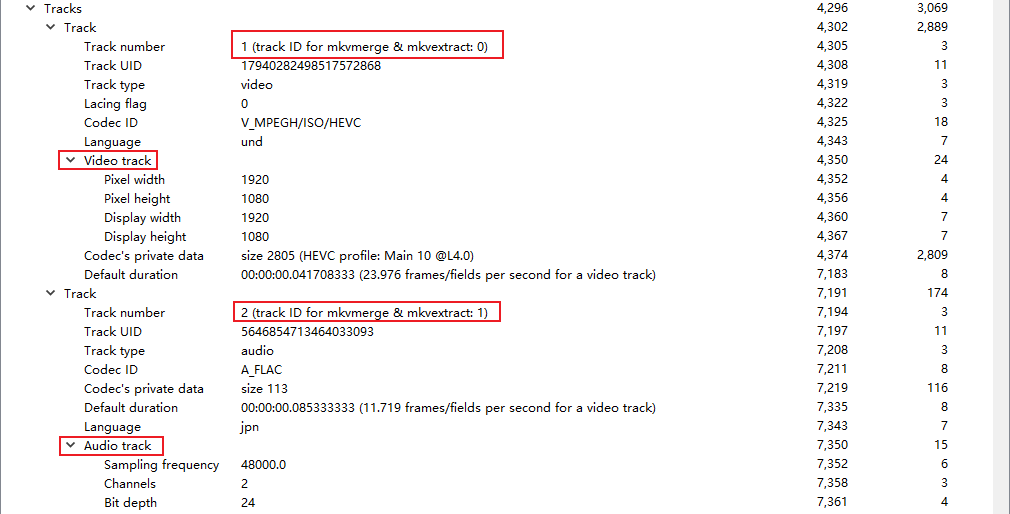 Tracks 4,296 3,069
Track 4,302 2,889
Track number 1 (track ID for mkvmerge & mkvextract: 0) 4,305 3
Track UID 17940282498517572868 4,308 11
Track type video 4,319 3
Lacing flag 0 4,322 3
Codec ID V_MPEGH/ISO/HEVC 4,325 18
Language und 4,343 7
Video track 4,350 24
Pixel width 1920 4,352 4
Pixel height 1080 4,356 4
Display width 1920 4,360 7
Display height 1080 4,367 7
Codec's private data size 2805 (HEVC profile: Main 10 @L4.0) 4,374 2,809
Default duration 00:00:00.041708333 (23.976 frames/fields per second for a video track) 7,183 8
Track 7,191 174
Track number 2 (track ID for mkvmerge & mkvextract: 1) 7,194 3
Track UID 5646854713464033093 7,197 11
Track type audio 7,208 3
Codec ID A_FLAC 7,211 8
Codec's private data size 113 7,219 116
Default duration 00:00:00.085333333 (11.719 frames/fields per second for a video track) 7,335 8
Language jpn 7,343 7
Audio track 7,350 15
Sampling frequency 48000.0 7,352 6
Channels 2 7,358 3
Bit depth 24 7,361 4